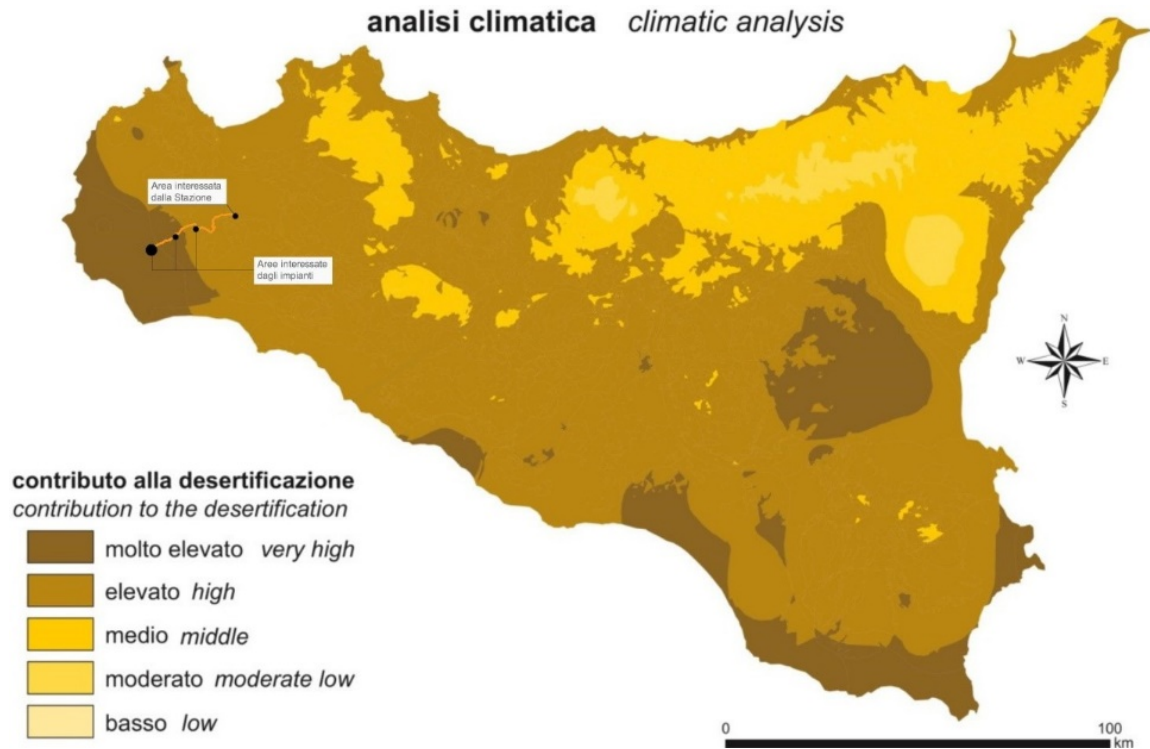 analisi climatica climatic analysis
Area interessata
dalla Stazione
Aree interessate
dagli impianti
N
W E
S
contributo alla desertificazione
contribution to the desertification
molto elevato very high
elevato high
medio middle
moderato moderate low
basso low
0 100
km